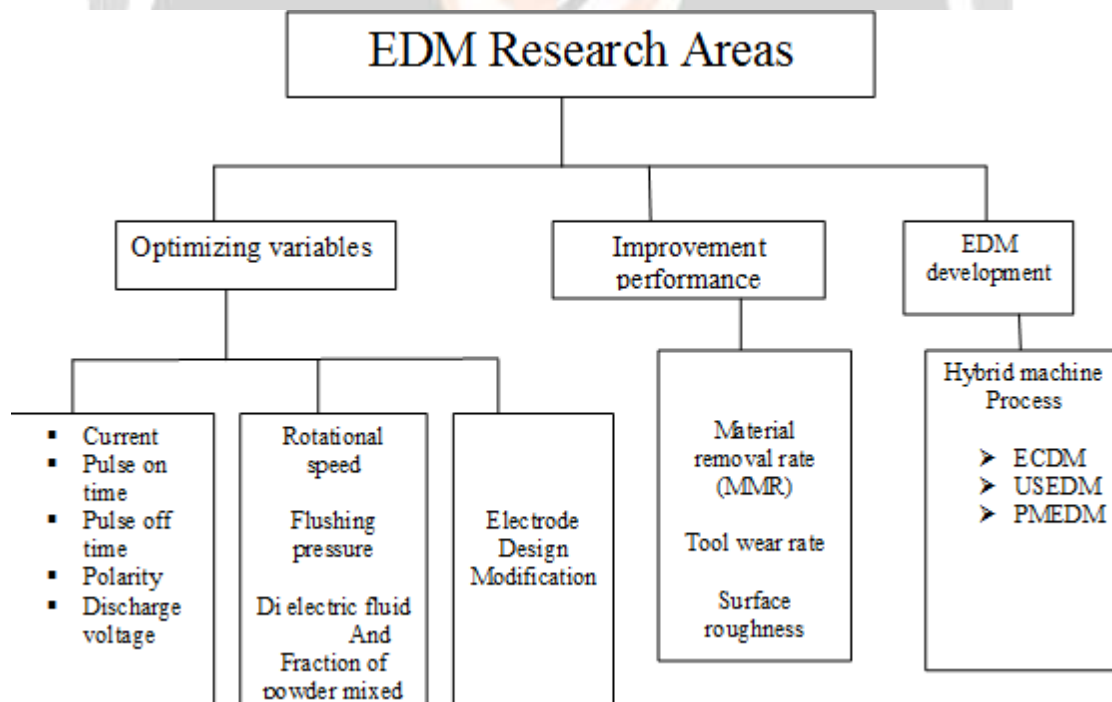 EDM Research Areas
Optimizing variables
Improvement
performance
EDM
development
▪ Current
▪ Pulse on
time
▪ Pulse off
time
▪ Polarity
▪ Discharge
voltage
Rotational
speed
Flushing
pressure
Di electric fluid
And
Fraction of
powder mixed
Electrode
Design
Modification
Material
removal rate
(MMR)
Tool wear rate
Surface
roughness
Hybrid machine
Process
➤ ECDM
➤ USEDM
➤ PMEDM